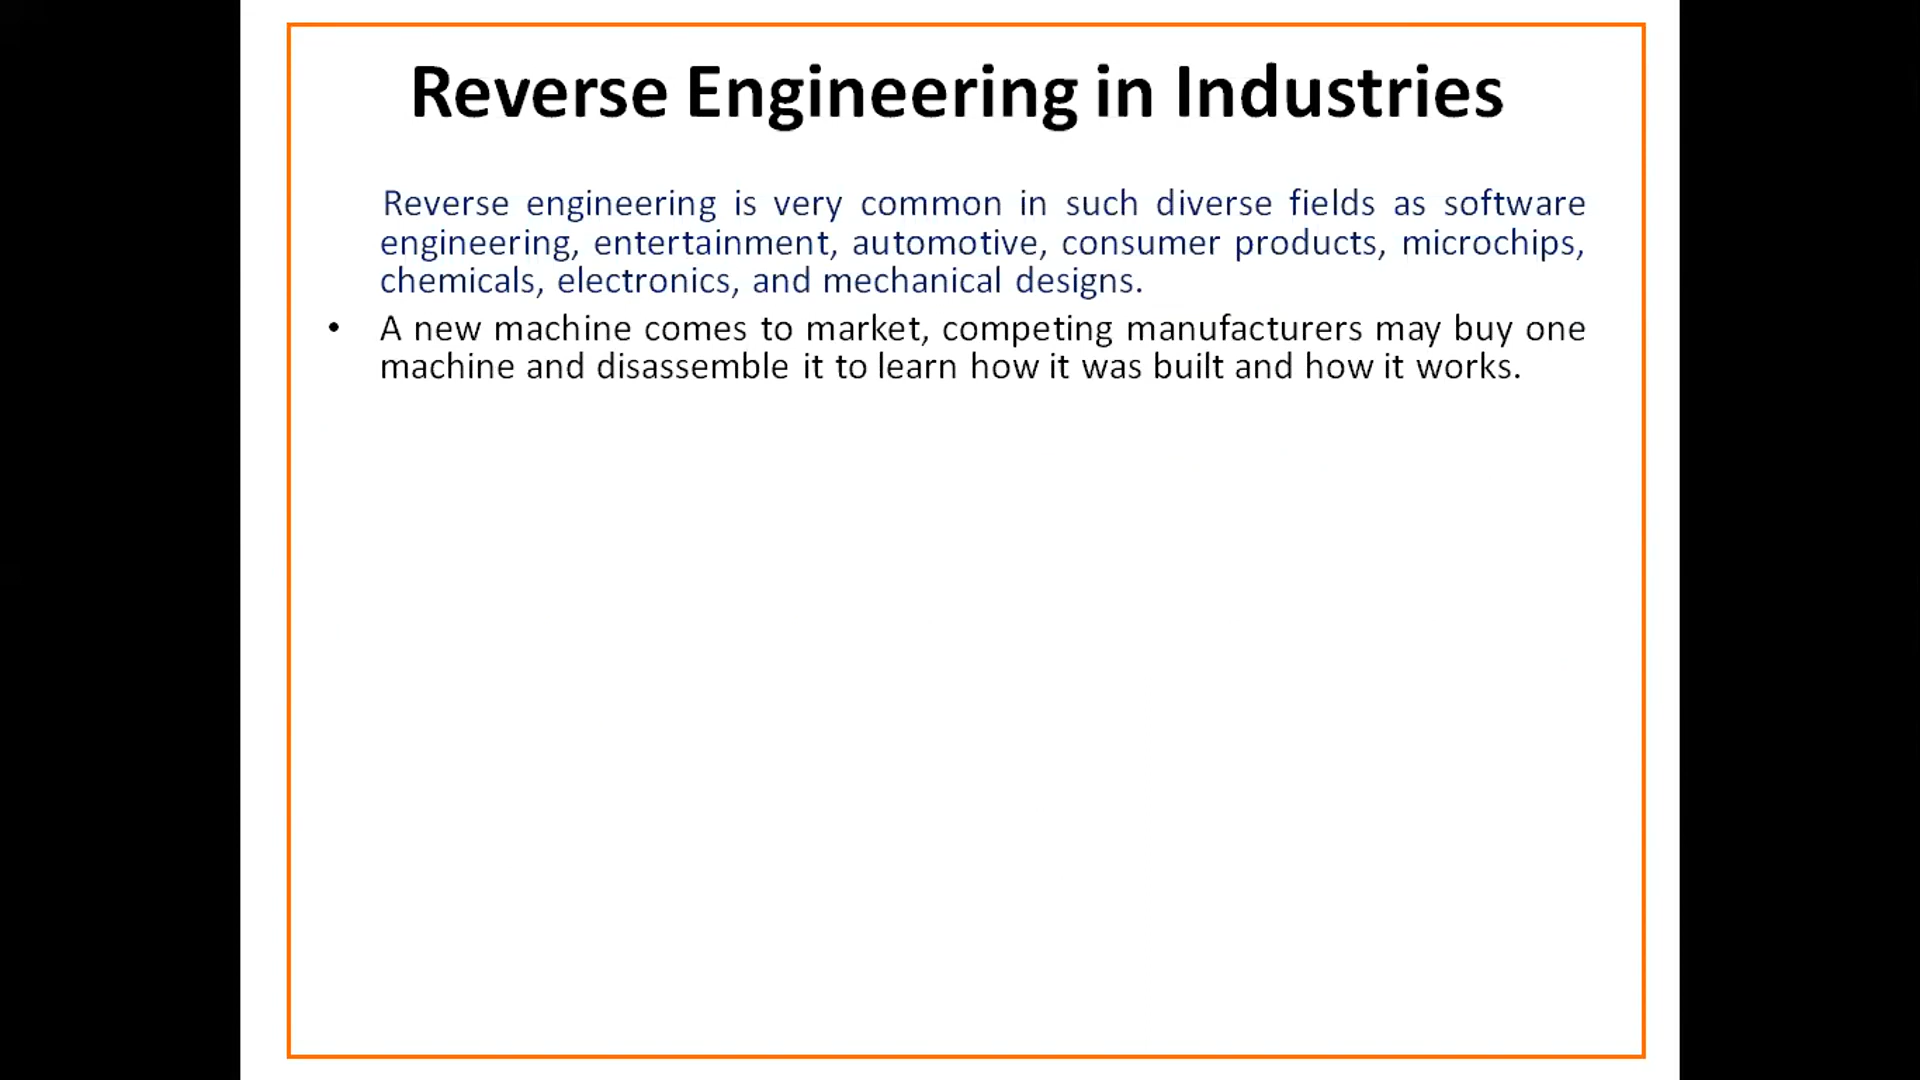 Reverse Engineering in Industries
Reverse engineering is very common in such diverse fields as software
engineering, entertainment, automotive, consumer products, microchips,
chemicals, electronics, and mechanical designs.
• A new machine comes to market, competing manufacturers may buy one
machine and disassemble it to learn how it was built and how it works.